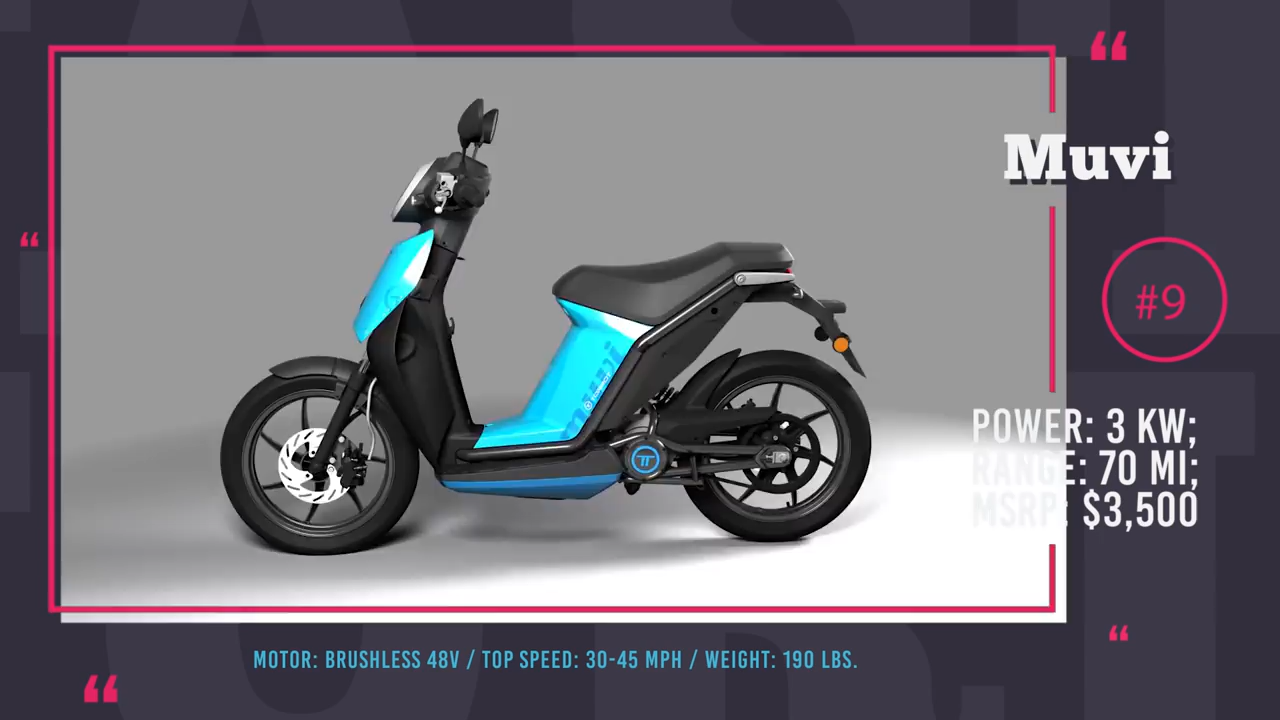 Muvi
#9
POWER: 3 KW;
RANGE: 70 MI;
MSRP: $3,500
muvi
MOTOR: BRUSHLESS 48V / TOP SPEED: 30-45 MPH / WEIGHT: 190 LBS.